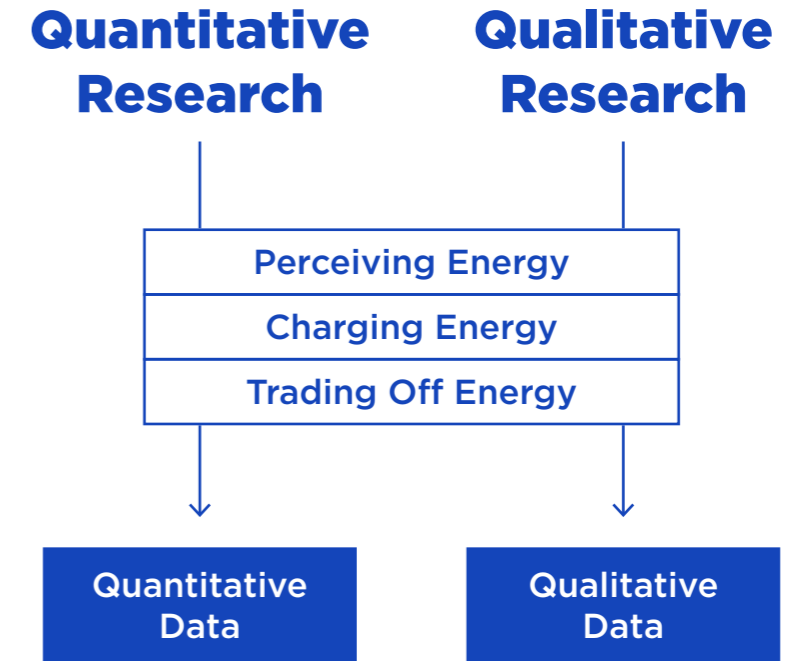 Quantitative
Research
Qualitative
Research
Perceiving Energy
Charging Energy
Trading Off Energy
Quantitative
Data
Qualitative
Data